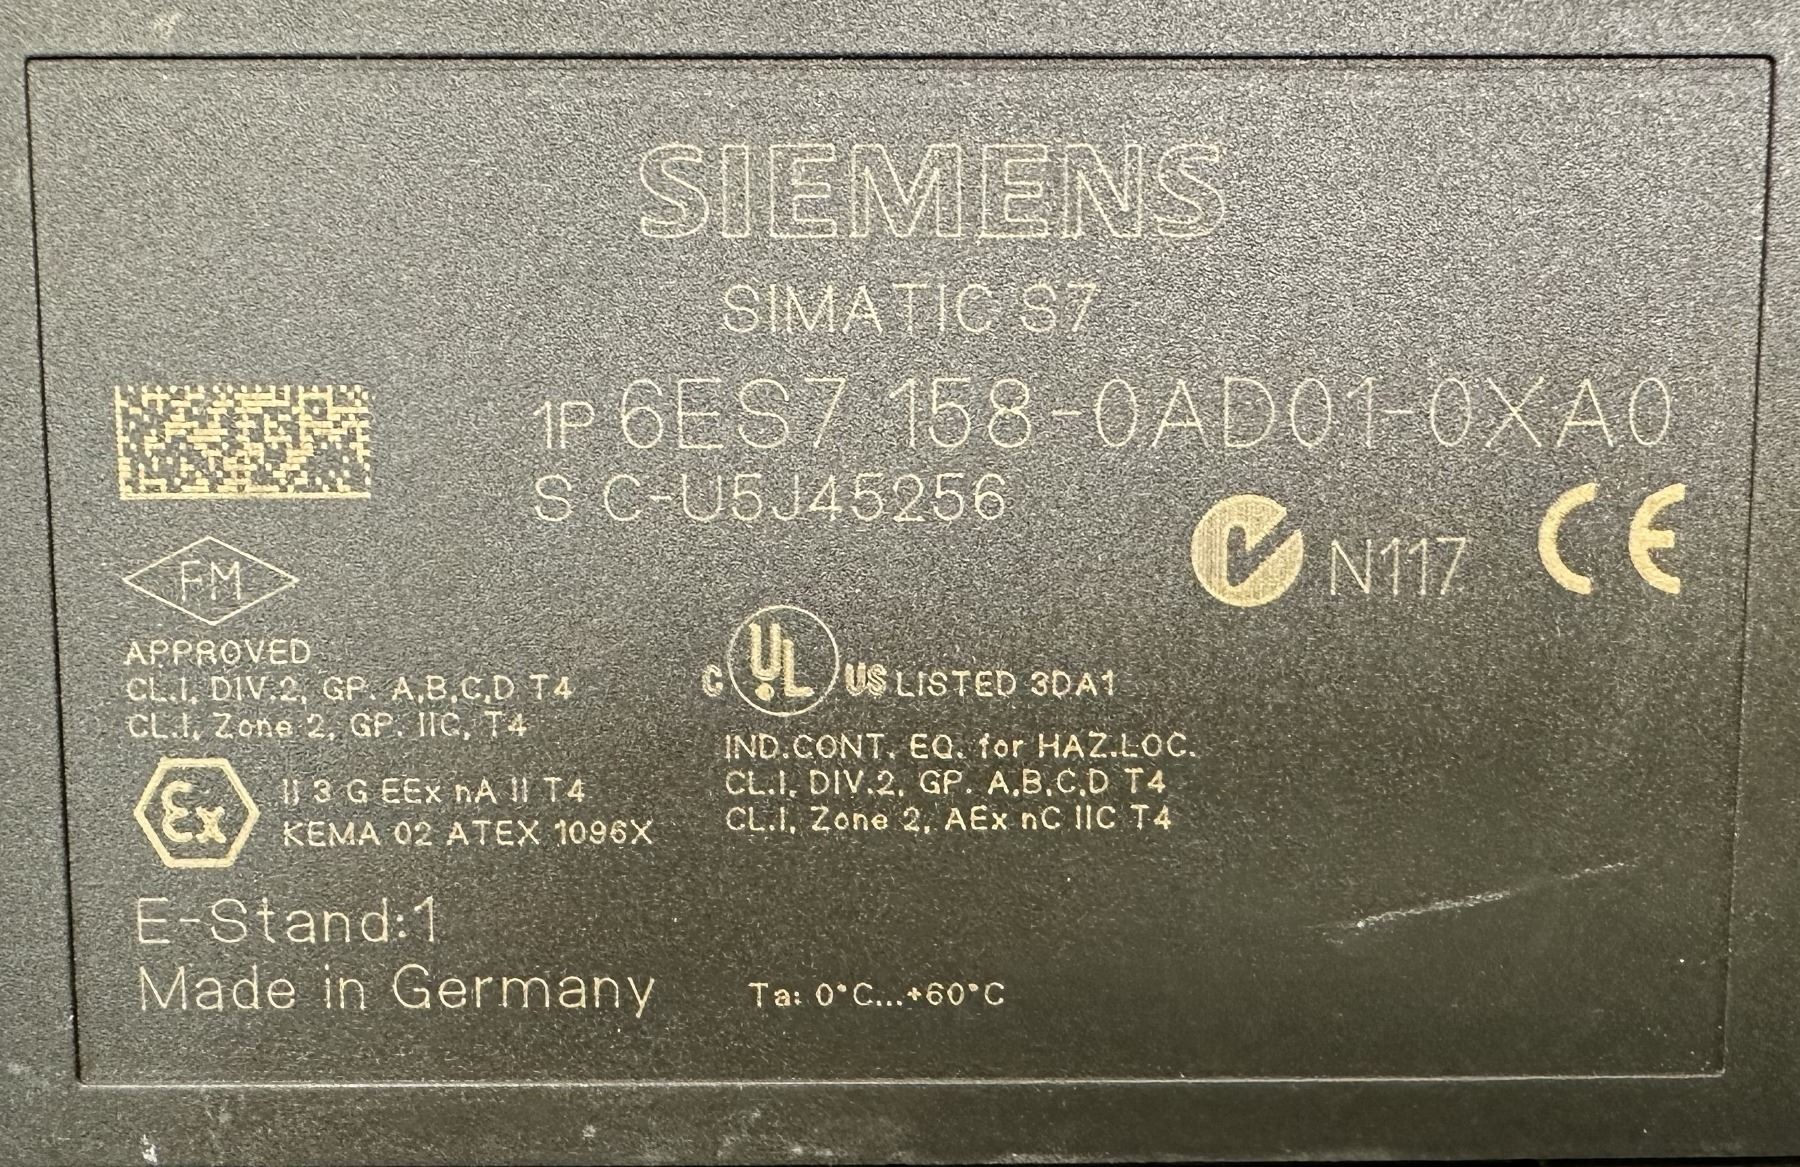 SIEMENS
SIMATIC S7
1P 6ES7 158-0AD01-0XA0
S C-U5J45256
N117 CE
FM
APPROVED
CL.I, DIV.2, GP. A,B,C,D T4
CL.I, Zone 2, GP. IIC, T4
Ex II 3 G EEx nA II T4
KEMA 02 ATEX 1096X
C UL US LISTED 3DA1
IND.CONT. EQ. for HAZ.LOC.
CL.I, DIV.2, GP. A,B,C,D T4
CL.I, Zone 2, AEx nC IIC T4
E-Stand:1
Made in Germany
Ta: 0°C...+60°C